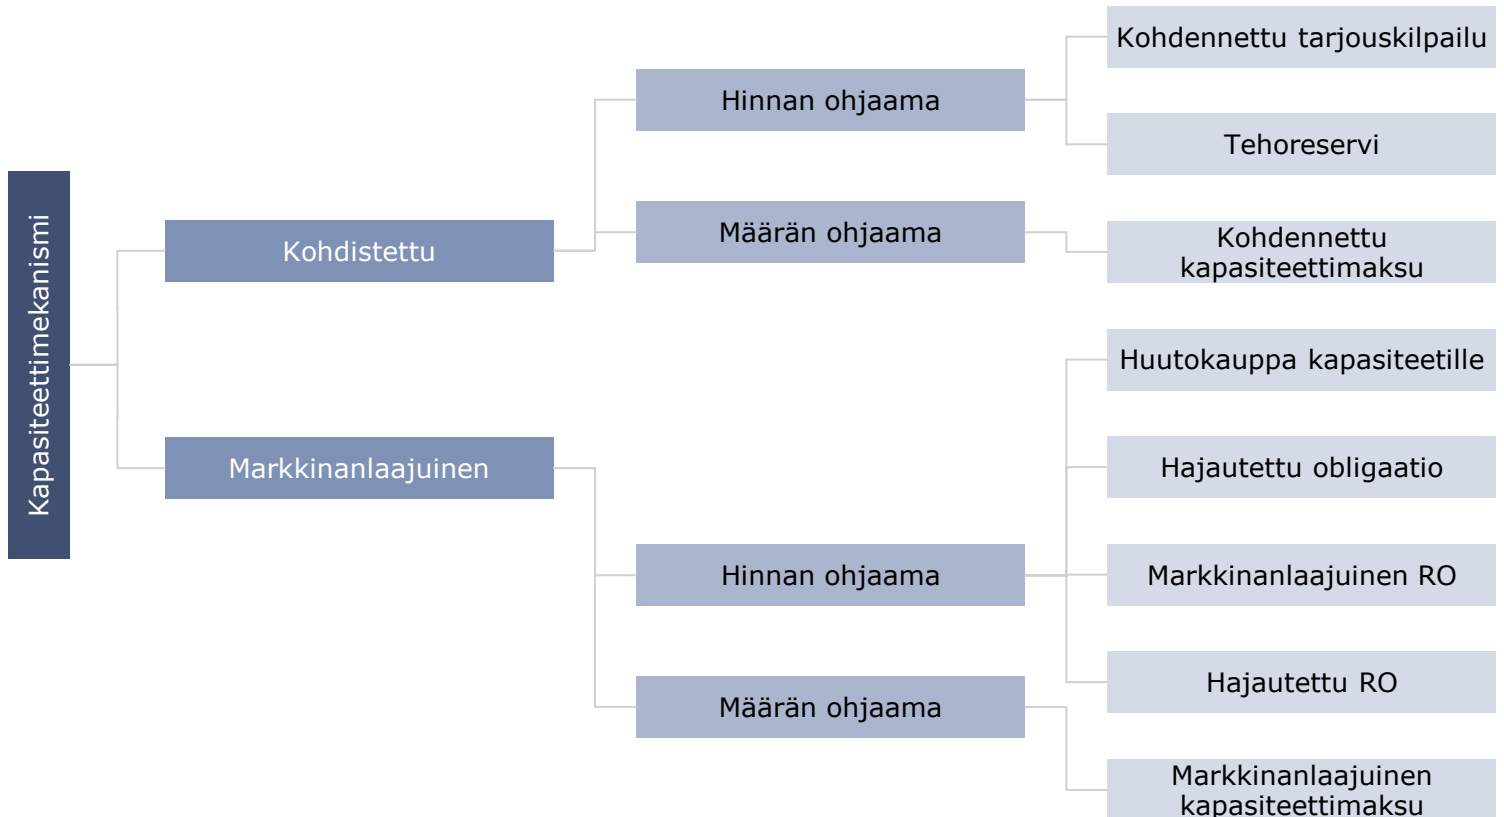 Kapasiteettimekanismi
Kohdistettu
Hinnan ohjaama
Kohdennettu tarjouskilpailu
Tehoreservi
Määrän ohjaama
Kohdennettu
kapasiteettimaksu
Markkinanlaajuinen
Hinnan ohjaama
Huutokauppa kapasiteetille
Hajautettu obligaatio
Markkinanlaajuinen RO
Hajautettu RO
Määrän ohjaama
Markkinanlaajuinen
kapasiteettimaksu